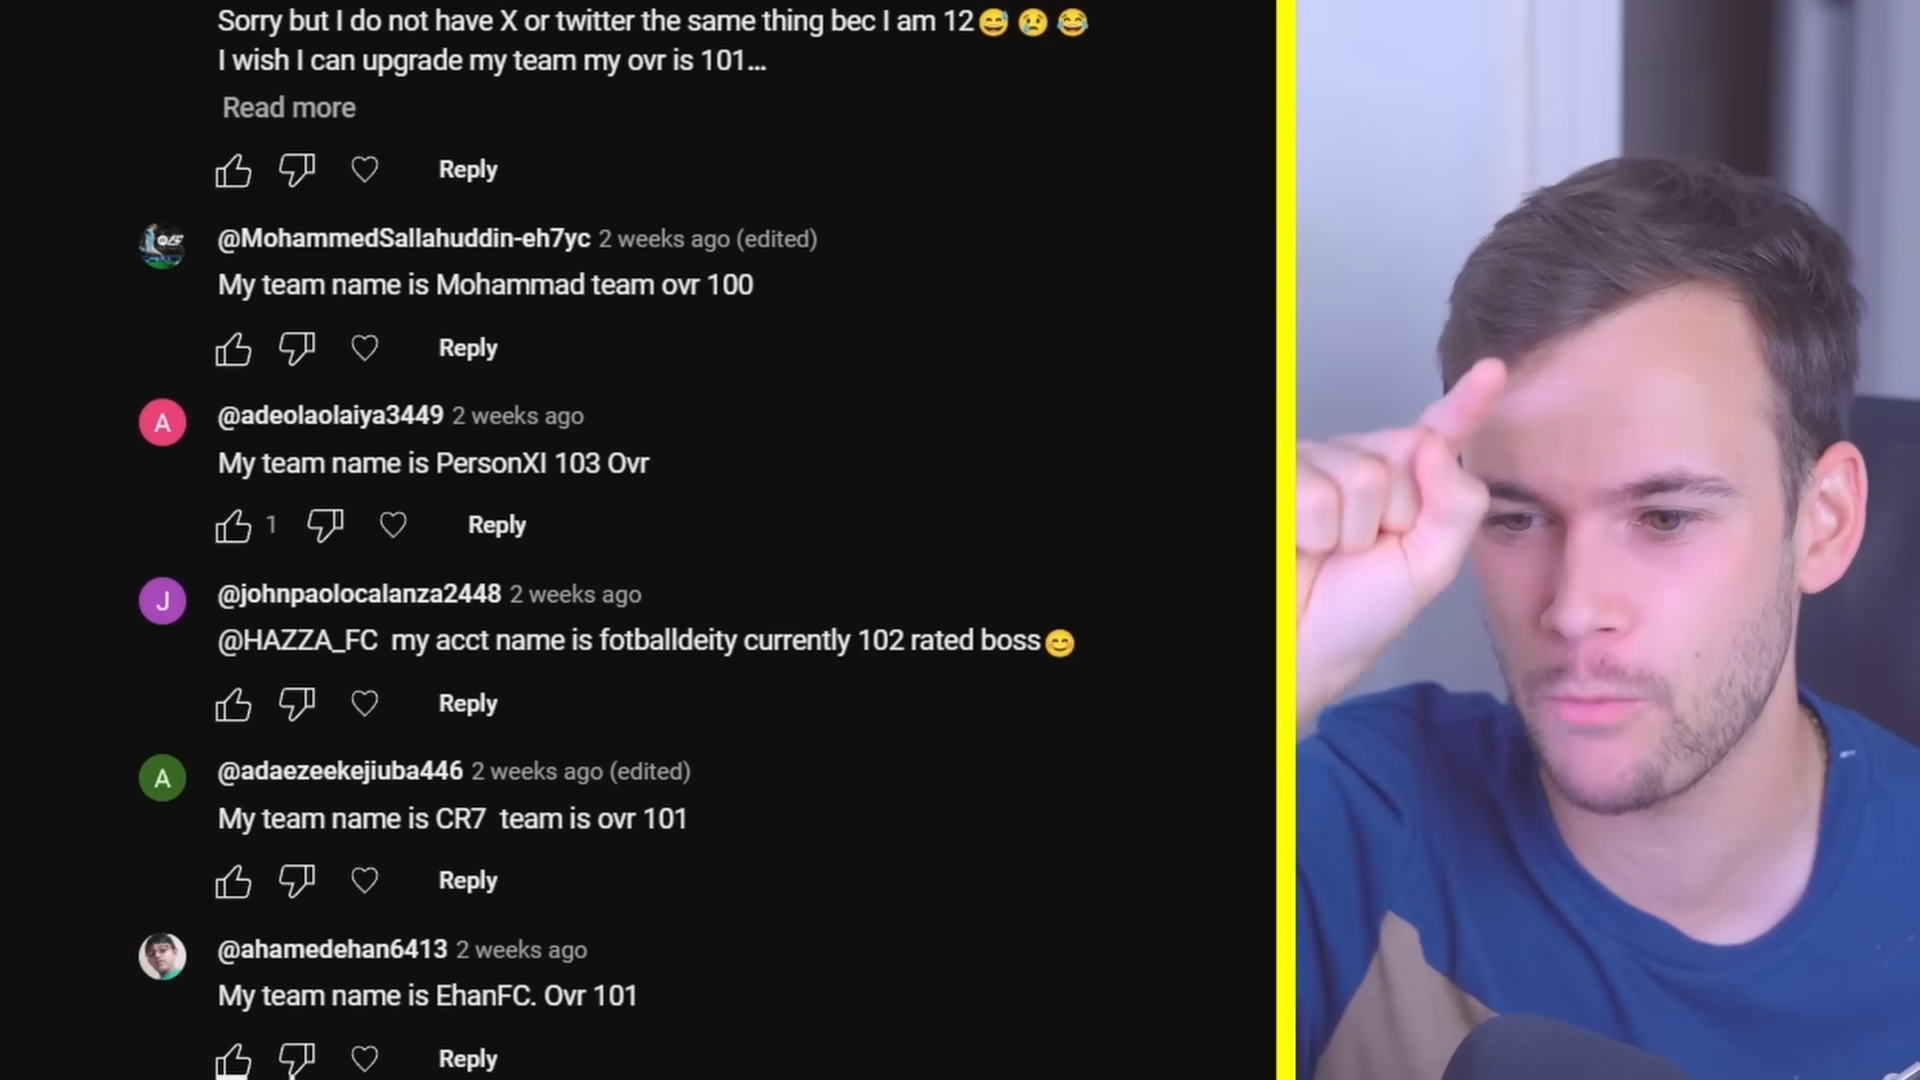 Sorry but I do not have X or twitter the same thing bec I am 12😅😢😂
I wish I can upgrade my team my ovr is 101...
Read more
Reply
@MohammedSallahuddin-eh7yc 2 weeks ago (edited)
My team name is Mohammad team ovr 100
Reply
A
@adeolaolaiya3449 2 weeks ago
My team name is PersonXI 103 Ovr
1 Reply
J
@johnpaolocalanza2448 2 weeks ago
@HAZZA_FC my acct name is fotballdeity currently 102 rated boss😊
Reply
A
@adaezeekejiuba446 2 weeks ago (edited)
My team name is CR7 team is ovr 101
Reply
@ahamedehan6413 2 weeks ago
My team name is EhanFC. Ovr 101
Reply